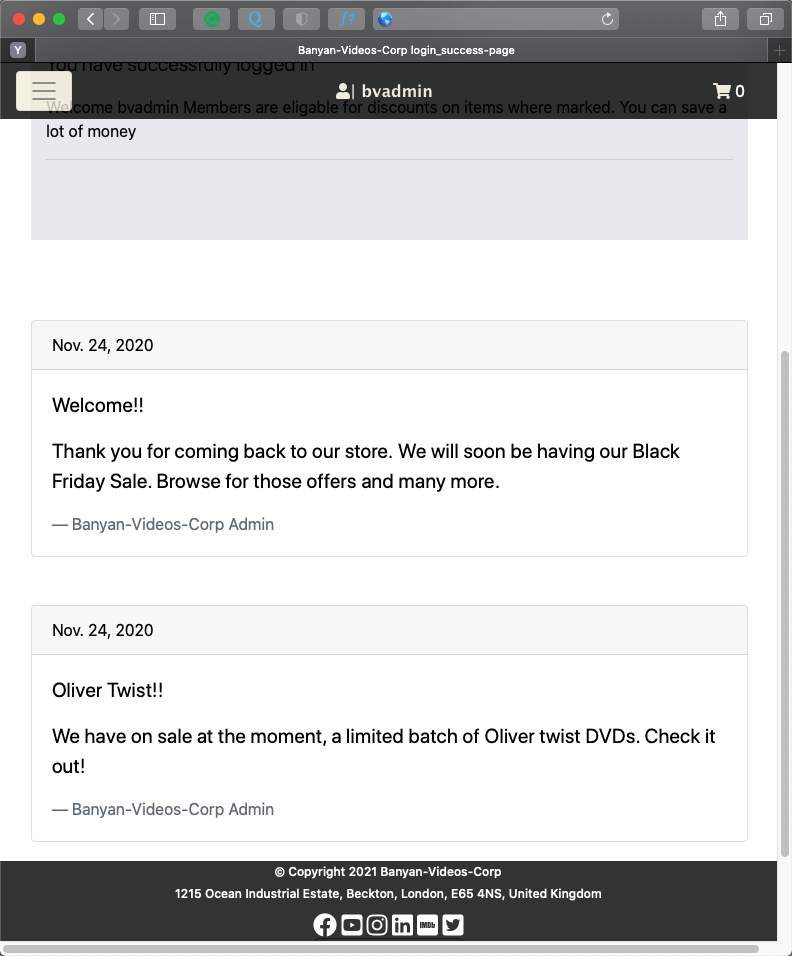 Y
Banyan-Videos-Corp login_success-page
You have successfully logged in
| bvadmin
0
Welcome bvadmin Members are eligable for discounts on items where marked. You can save a
lot of money
Nov. 24, 2020
Welcome!!
Thank you for coming back to our store. We will soon be having our Black
Friday Sale. Browse for those offers and many more.
— Banyan-Videos-Corp Admin
Nov. 24, 2020
Oliver Twist!!
We have on sale at the moment, a limited batch of Oliver twist DVDs. Check it
out!
— Banyan-Videos-Corp Admin
© Copyright 2021 Banyan-Videos-Corp
1215 Ocean Industrial Estate, Beckton, London, E65 4NS, United Kingdom
IMDb